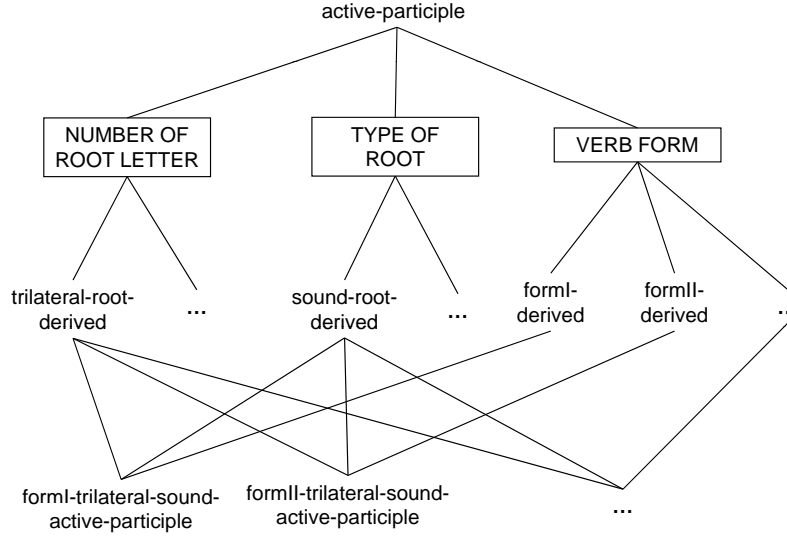 active-participle
NUMBER OF
ROOT LETTER
TYPE OF
ROOT
VERB FORM
trilateral-root-
derived
...
sound-root-
derived
...
formI-
derived
formII-
derived
...
formI-trilateral-sound-
active-participle
formII-trilateral-sound-
active-participle
...